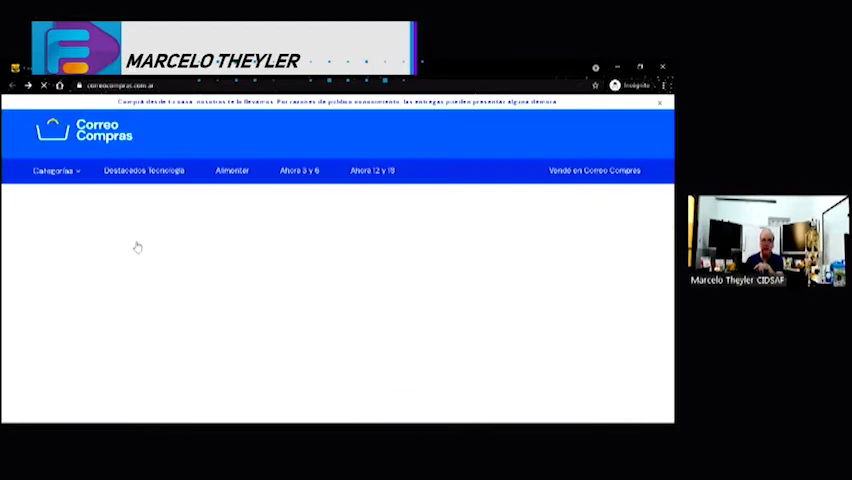 MARCELO THEYLER
correocompras.com.ar
Incógnito
Comprá desde tu casa, nosotros te lo llevamos. Por razones de público conocimiento, las entregas pueden presentar alguna demora
Correo
Compras
Categorías
Destacados Tecnología
Alimentar
Ahora 3 y 6
Ahora 12 y 18
Vendé en Correo Compras
Marcelo Theyler CIDSAP